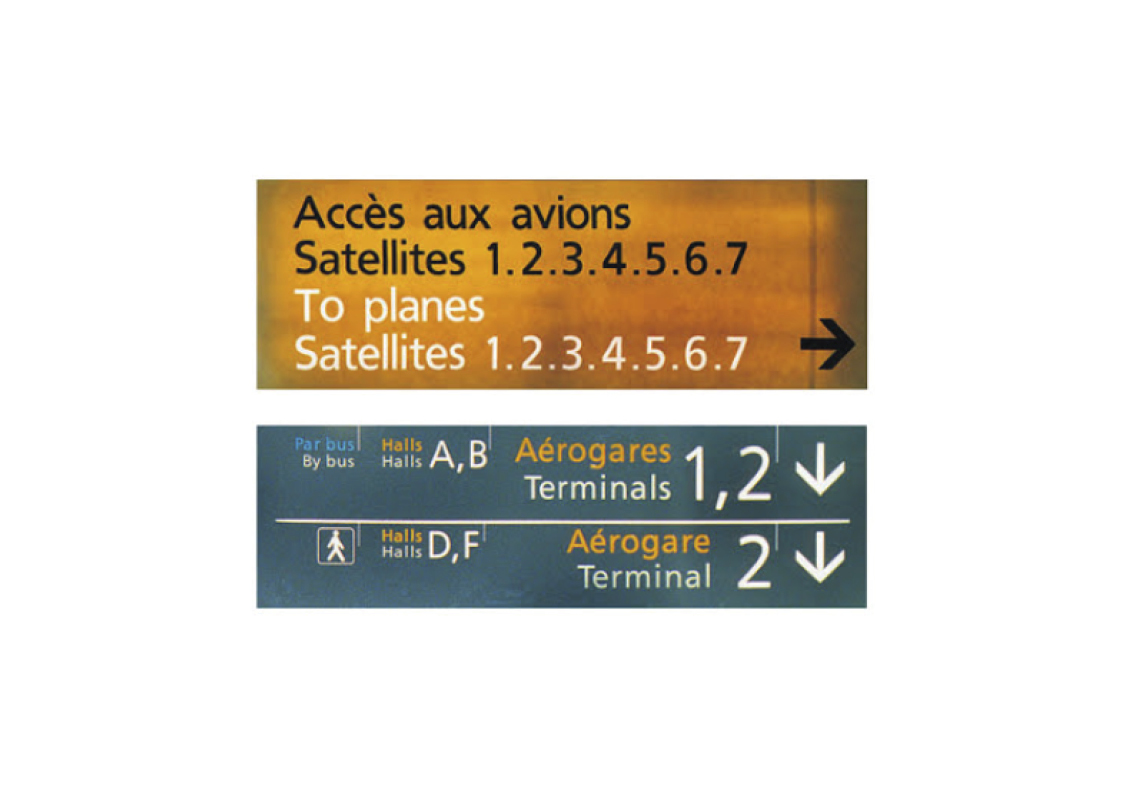 Accès aux avions
Satellites 1.2.3.4.5.6.7
To planes
Satellites 1.2.3.4.5.6.7
Par bus Halls A,B Aérogares 1,2
By bus Halls Terminals
Halls D,F Aérogare 2
Halls Terminal